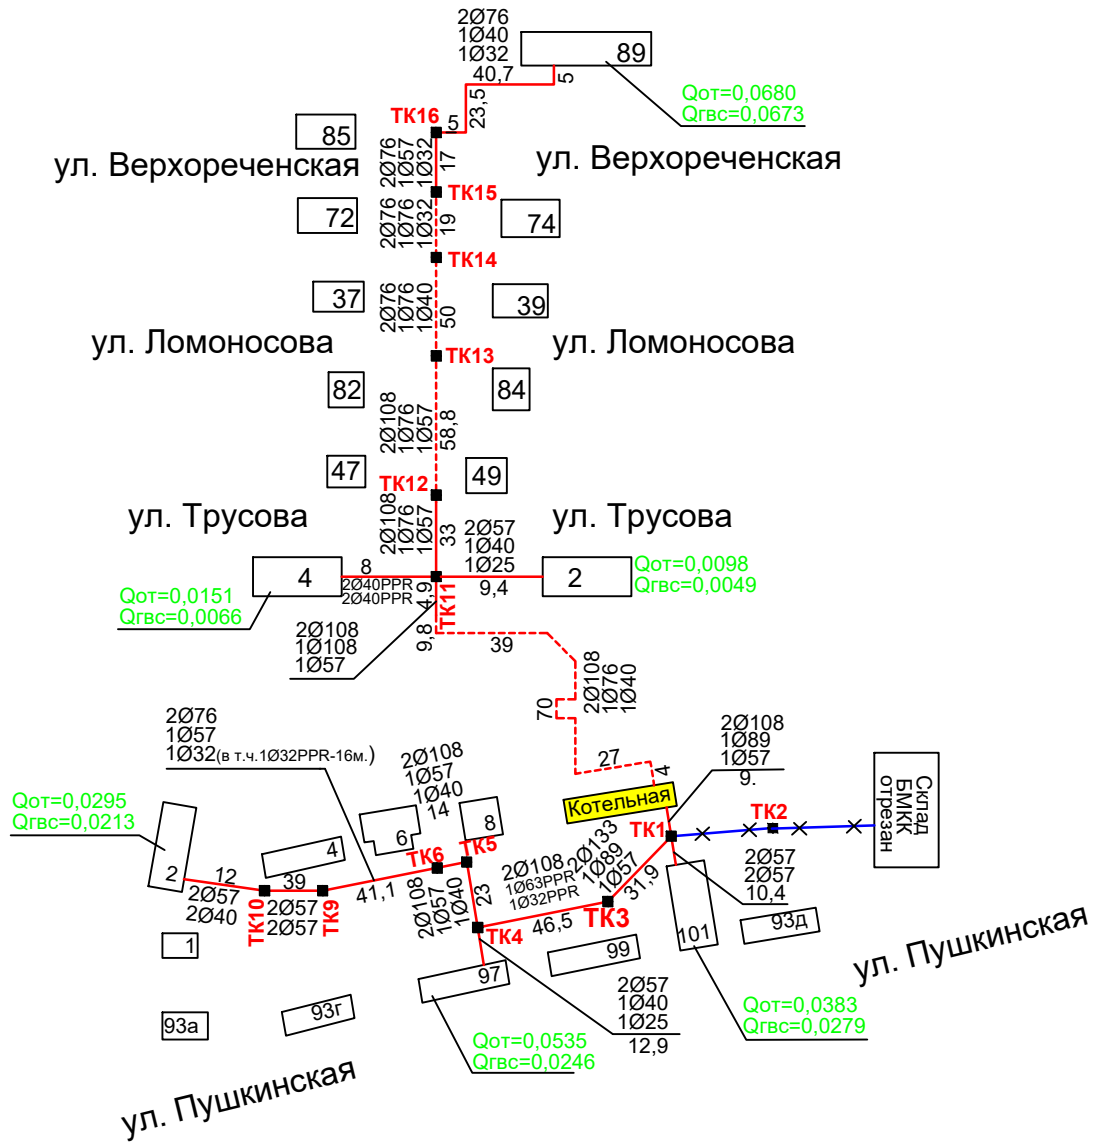 2Ø76
1Ø40
1Ø32
40,7
5
89
23,5
Qот=0,0680
Qгвс=0,0673
ТК16
5
85
ул. Верхореченская
ул. Верхореченская
2Ø76
1Ø57
1Ø32
17
ТК15
72
74
2Ø76
1Ø76
1Ø32
19
ТК14
37
39
2Ø76
1Ø76
1Ø40
50
ул. Ломоносова
ул. Ломоносова
ТК13
82
84
2Ø108
1Ø76
1Ø57
58,8
47
49
ТК12
ул. Трусова
ул. Трусова
2Ø108
1Ø76
1Ø57
33
2Ø57
1Ø40
1Ø25
9,4
8
4
2
2Ø40PPR
2Ø40PPR
Qот=0,0098
Qгвс=0,0049
Qот=0,0151
Qгвс=0,0066
4,9
ТК11
9,8
39
2Ø108
1Ø108
1Ø57
2Ø108
1Ø76
1Ø40
70
27
4
2Ø76
1Ø57
1Ø32(в т.ч.1Ø32PPR-16м.)
2Ø108
1Ø89
1Ø57
9.
2Ø108
1Ø57
1Ø40
14
Котельная
ТК1
ТК2
Склад
БМКК
отрезан
Qот=0,0295
Qгвс=0,0213
6
8
4
2
ТК6
ТК5
12
2Ø57
2Ø40
ТК10
39
2Ø57
2Ø57
ТК9
41,1
2Ø108
1Ø57
1Ø40
23
2Ø108
1Ø63PPR
1Ø32PPR
46,5
2Ø133
1Ø89
1Ø57
31,9
ТК3
ТК4
2Ø57
2Ø57
10,4
101
93д
99
97
1
93а
93г
ул. Пушкинская
2Ø57
1Ø40
1Ø25
12,9
Qот=0,0383
Qгвс=0,0279
Qот=0,0535
Qгвс=0,0246
ул. Пушкинская